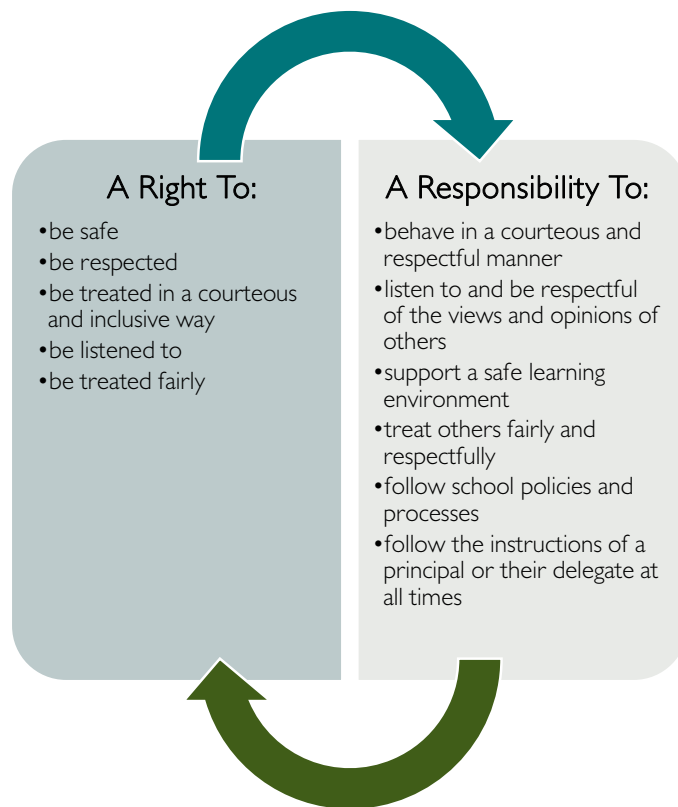 A Right To:
•be safe
•be respected
•be treated in a courteous
and inclusive way
•be listened to
•be treated fairly
A Responsibility To:
•behave in a courteous and
respectful manner
•listen to and be respectful
of the views and opinions of
others
•support a safe learning
environment
•treat others fairly and
respectfully
•follow school policies and
processes
•follow the instructions of a
principal or their delegate at
all times